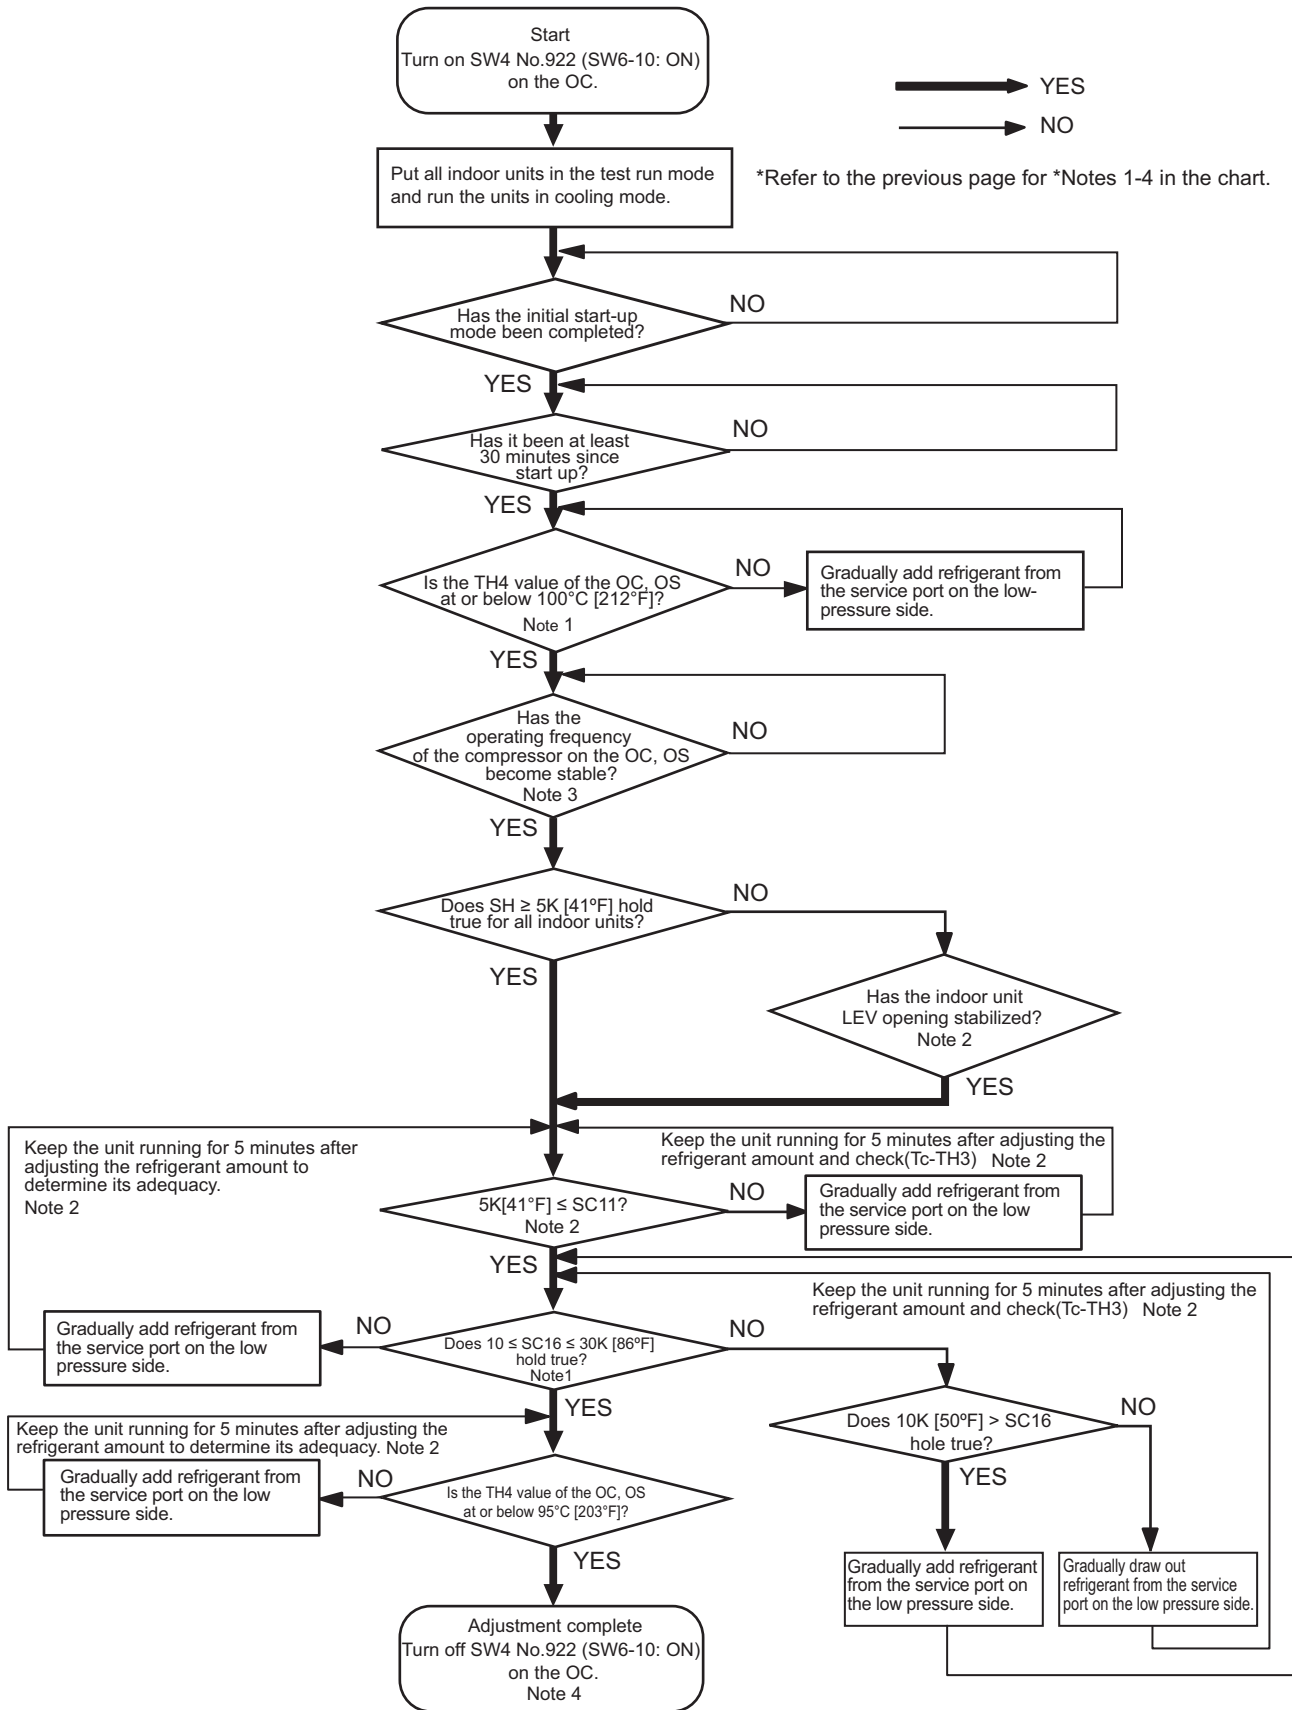 Start
Turn on SW4 No.922 (SW6-10: ON)
on the OC.
YES
NO
Put all indoor units in the test run mode
and run the units in cooling mode.
*Refer to the previous page for *Notes 1-4 in the chart.
Has the initial start-up
mode been completed?
NO
YES
Has it been at least
30 minutes since
start up?
NO
YES
Is the TH4 value of the OC, OS
at or below 100°C [212°F]?
Note 1
NO
Gradually add refrigerant from
the service port on the low-
pressure side.
YES
Has the
operating frequency
of the compressor on the OC, OS
become stable?
Note 3
NO
YES
Does SH ≥ 5K [41ºF] hold
true for all indoor units?
NO
YES
Has the indoor unit
LEV opening stabilized?
Note 2
YES
Keep the unit running for 5 minutes after
adjusting the refrigerant amount to
determine its adequacy.
Note 2
Keep the unit running for 5 minutes after adjusting the
refrigerant amount and check(Tc-TH3) Note 2
5K[41°F] ≤ SC11?
Note 2
NO
Gradually add refrigerant from
the service port on the low
pressure side.
YES
Keep the unit running for 5 minutes after adjusting the
refrigerant amount and check(Tc-TH3) Note 2
Gradually add refrigerant from
the service port on the low
pressure side.
NO
Does 10 ≤ SC16 ≤ 30K [86ºF]
hold true?
Note1
NO
YES
Does 10K [50ºF] > SC16
hole true?
NO
YES
Keep the unit running for 5 minutes after adjusting the
refrigerant amount to determine its adequacy. Note 2
Gradually add refrigerant from
the service port on the low
pressure side.
NO
Is the TH4 value of the OC, OS
at or below 95°C [203°F]?
YES
Gradually add refrigerant
from the service port on
the low pressure side.
Gradually draw out
refrigerant from the service
port on the low pressure side.
Adjustment complete
Turn off SW4 No.922 (SW6-10: ON)
on the OC.
Note 4